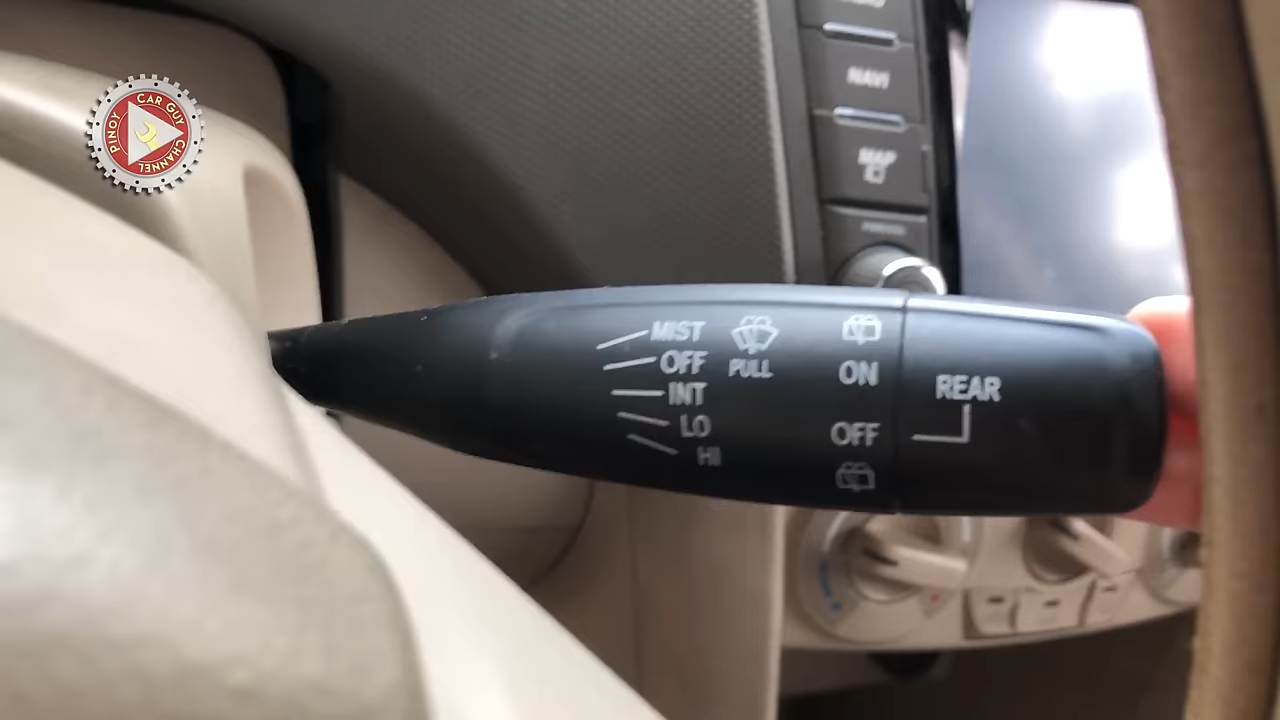 PINOY CAR GUY CHANNEL
NAVI
MAP
MIST
OFF
INT
LO
HI
PULL
ON
OFF
REAR